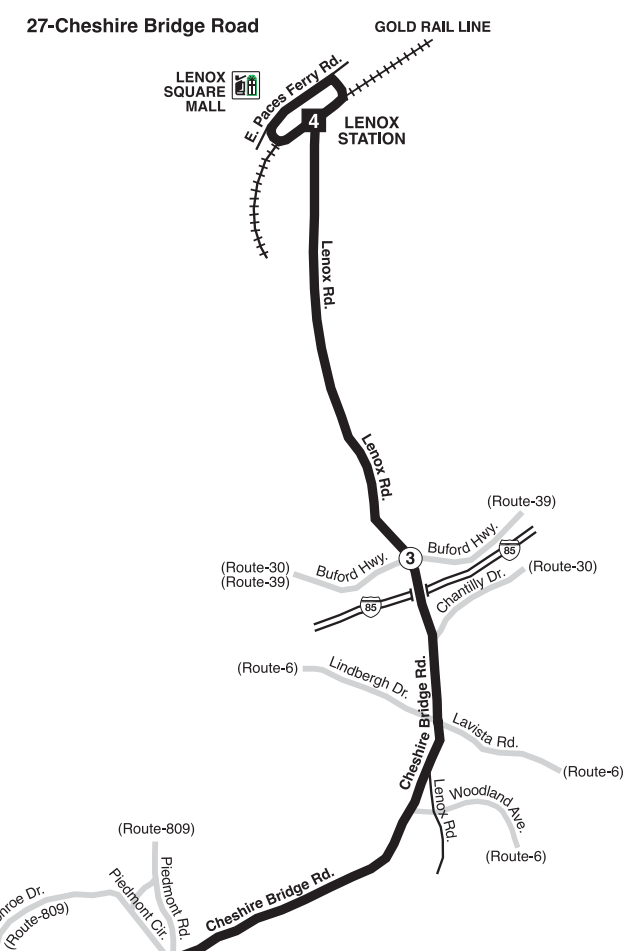 27-Cheshire Bridge Road
GOLD RAIL LINE
LENOX
SQUARE
MALL
E. Paces Ferry Rd.
4
LENOX
STATION
Lenox Rd.
Lenox Rd.
(Route-39)
3
Buford Hwy.
85
(Route-30)
(Route-39)
Buford Hwy.
(Route-30)
Chantilly Dr.
85
(Route-6)
Lindbergh Dr.
Cheshire Bridge Rd.
Lavista Rd.
(Route-6)
Lenox Rd.
Woodland Ave.
(Route-6)
(Route-809)
Piedmont Rd.
Piedmont Cir.
nroe Dr.
(Route-809)
Cheshire Bridge Rd.